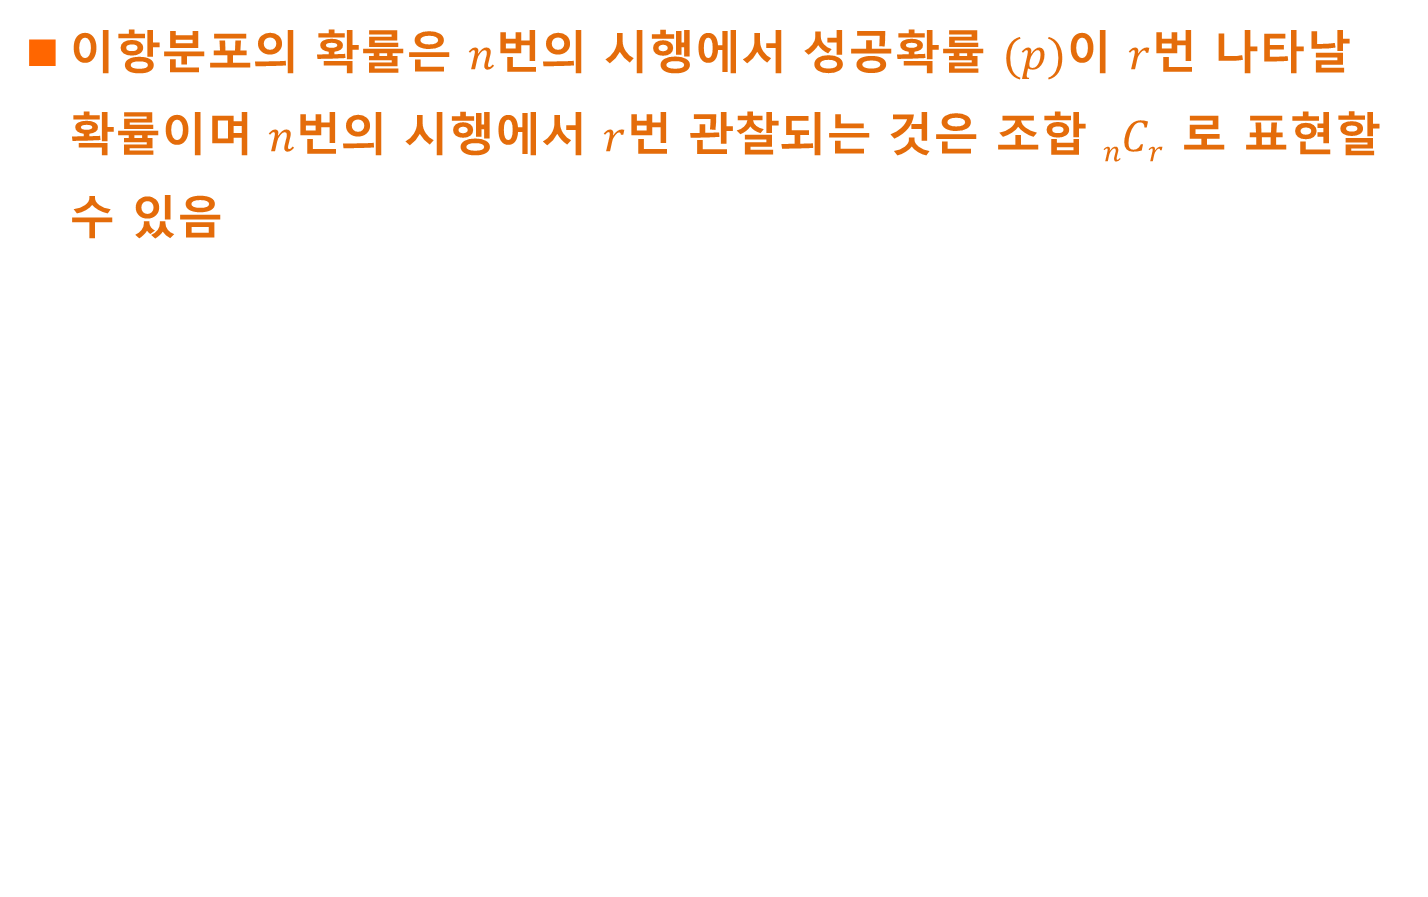 ■ 이항분포의 확률은 n번의 시행에서 성공확률 (p)이 r번 나타날
확률이며 n번의 시행에서 r번 관찰되는 것은 조합 ₙCᵣ 로 표현할
수 있음